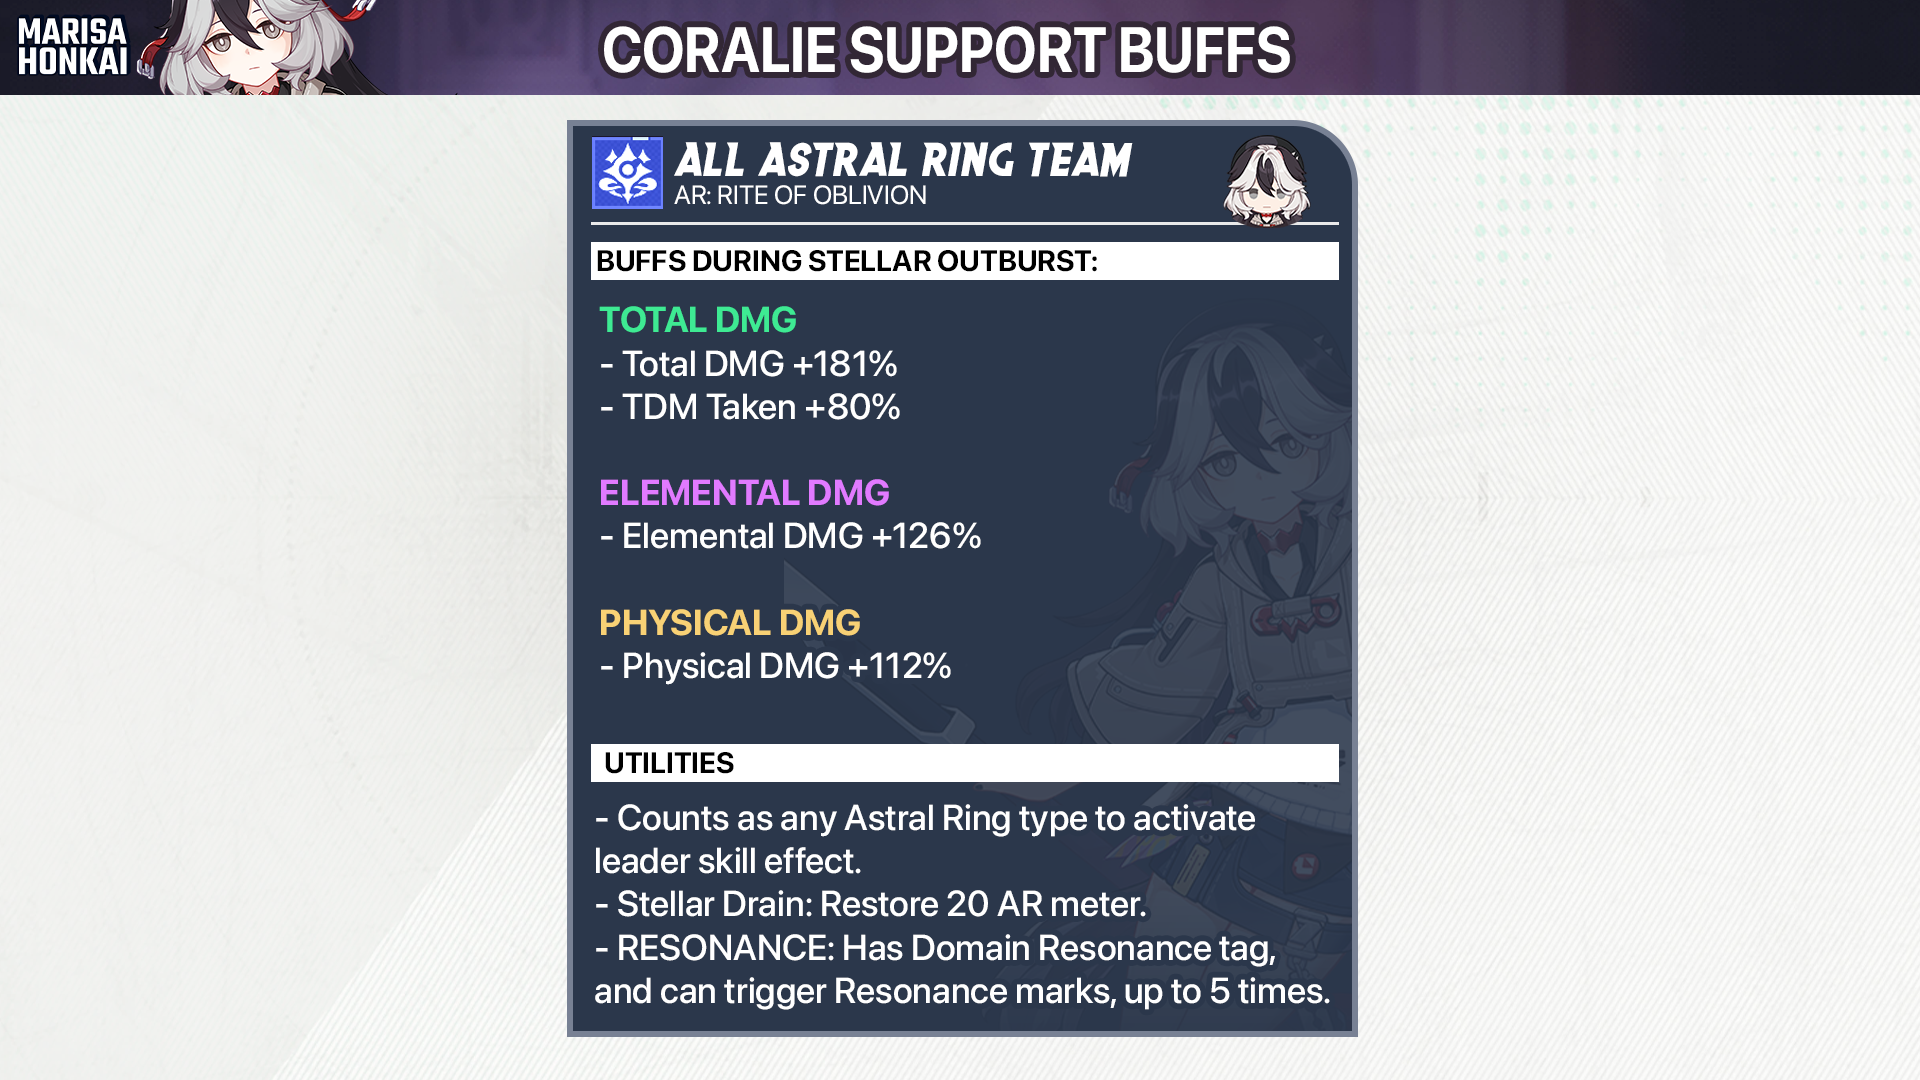 MARISA
HONKAI
CORALIE SUPPORT BUFFS
ALL ASTRAL RING TEAM
AR: RITE OF OBLIVION
BUFFS DURING STELLAR OUTBURST:
TOTAL DMG
- Total DMG +181%
- TDM Taken +80%
ELEMENTAL DMG
- Elemental DMG +126%
PHYSICAL DMG
- Physical DMG +112%
UTILITIES
- Counts as any Astral Ring type to activate
leader skill effect.
- Stellar Drain: Restore 20 AR meter.
- RESONANCE: Has Domain Resonance tag,
and can trigger Resonance marks, up to 5 times.